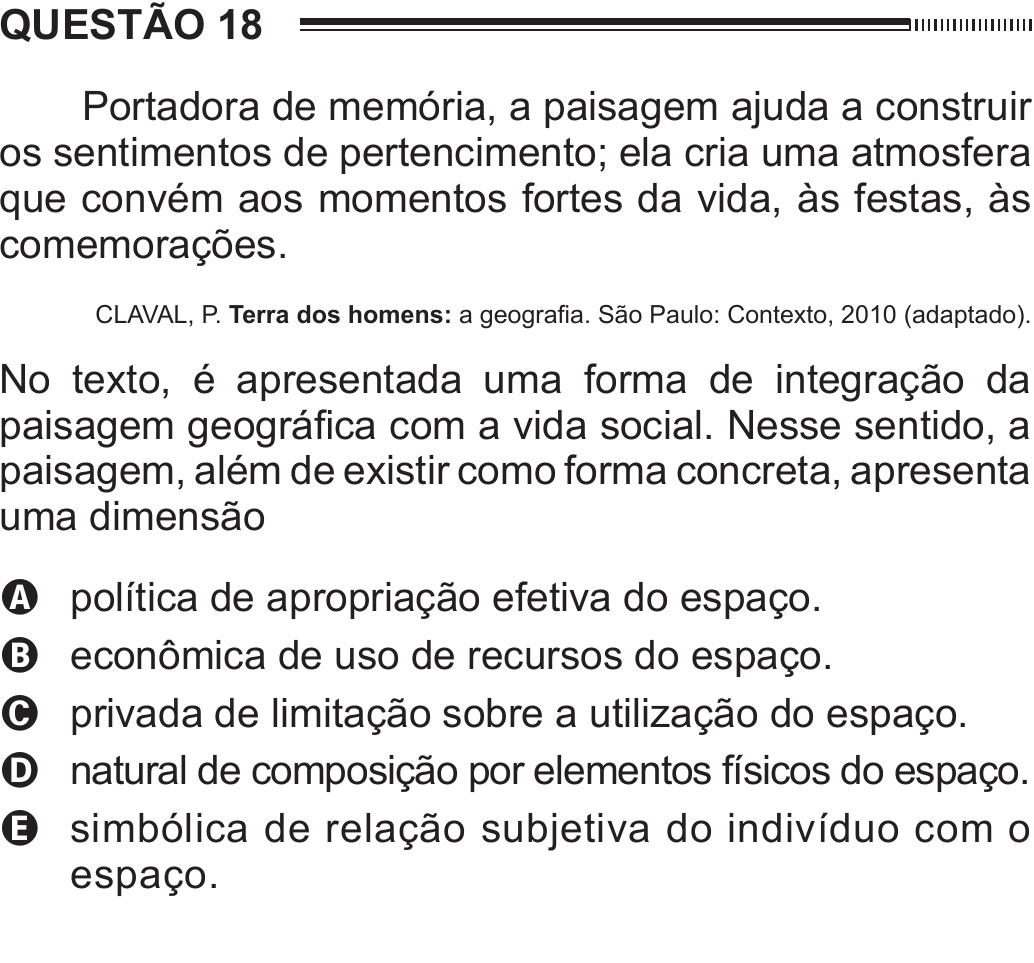 QUESTÃO 18
Portadora de memória, a paisagem ajuda a construir
os sentimentos de pertencimento; ela cria uma atmosfera
que convém aos momentos fortes da vida, às festas, às
comemorações.
CLAVAL, P. Terra dos homens: a geografia. São Paulo: Contexto, 2010 (adaptado).
No texto, é apresentada uma forma de integração da
paisagem geográfica com a vida social. Nesse sentido, a
paisagem, além de existir como forma concreta, apresenta
uma dimensão
A política de apropriação efetiva do espaço.
B econômica de uso de recursos do espaço.
C privada de limitação sobre a utilização do espaço.
D natural de composição por elementos físicos do espaço.
E simbólica de relação subjetiva do indivíduo com o
espaço.